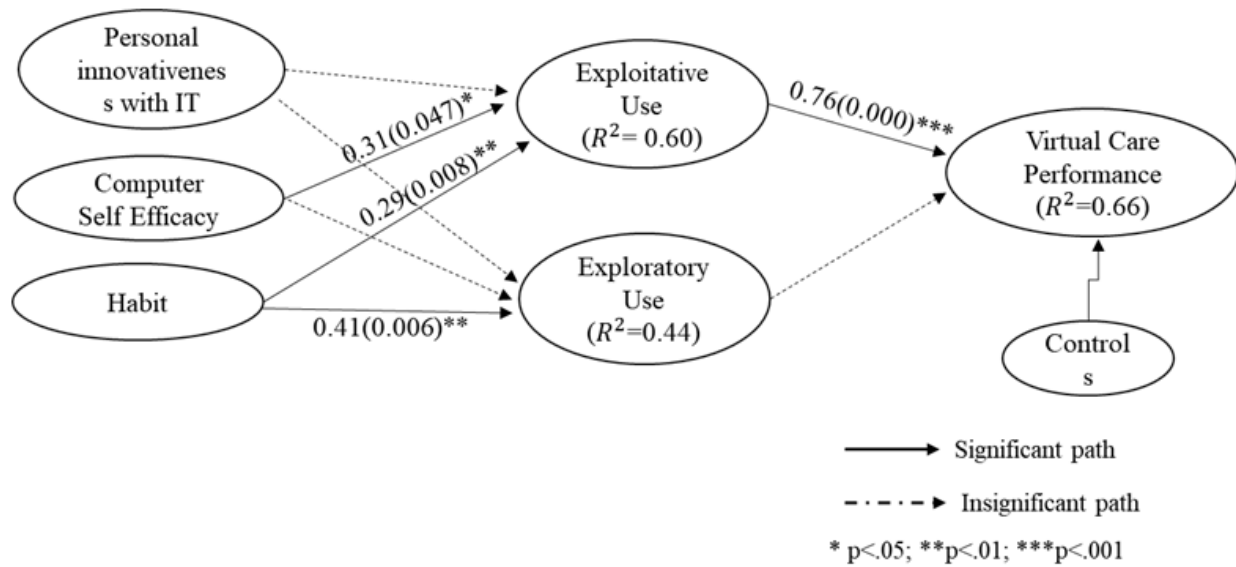 Personal
innovativenes
s with IT
Computer
Self Efficacy
Habit
0.31(0.047)*
0.29(0.008)**
0.41(0.006)**
Exploitative
Use
(R²= 0.60)
Exploratory
Use
(R²=0.44)
0.76(0.000)***
Virtual Care
Performance
(R²=0.66)
Control
s
Significant path
Insignificant path
* p<.05; **p<.01; ***p<.001